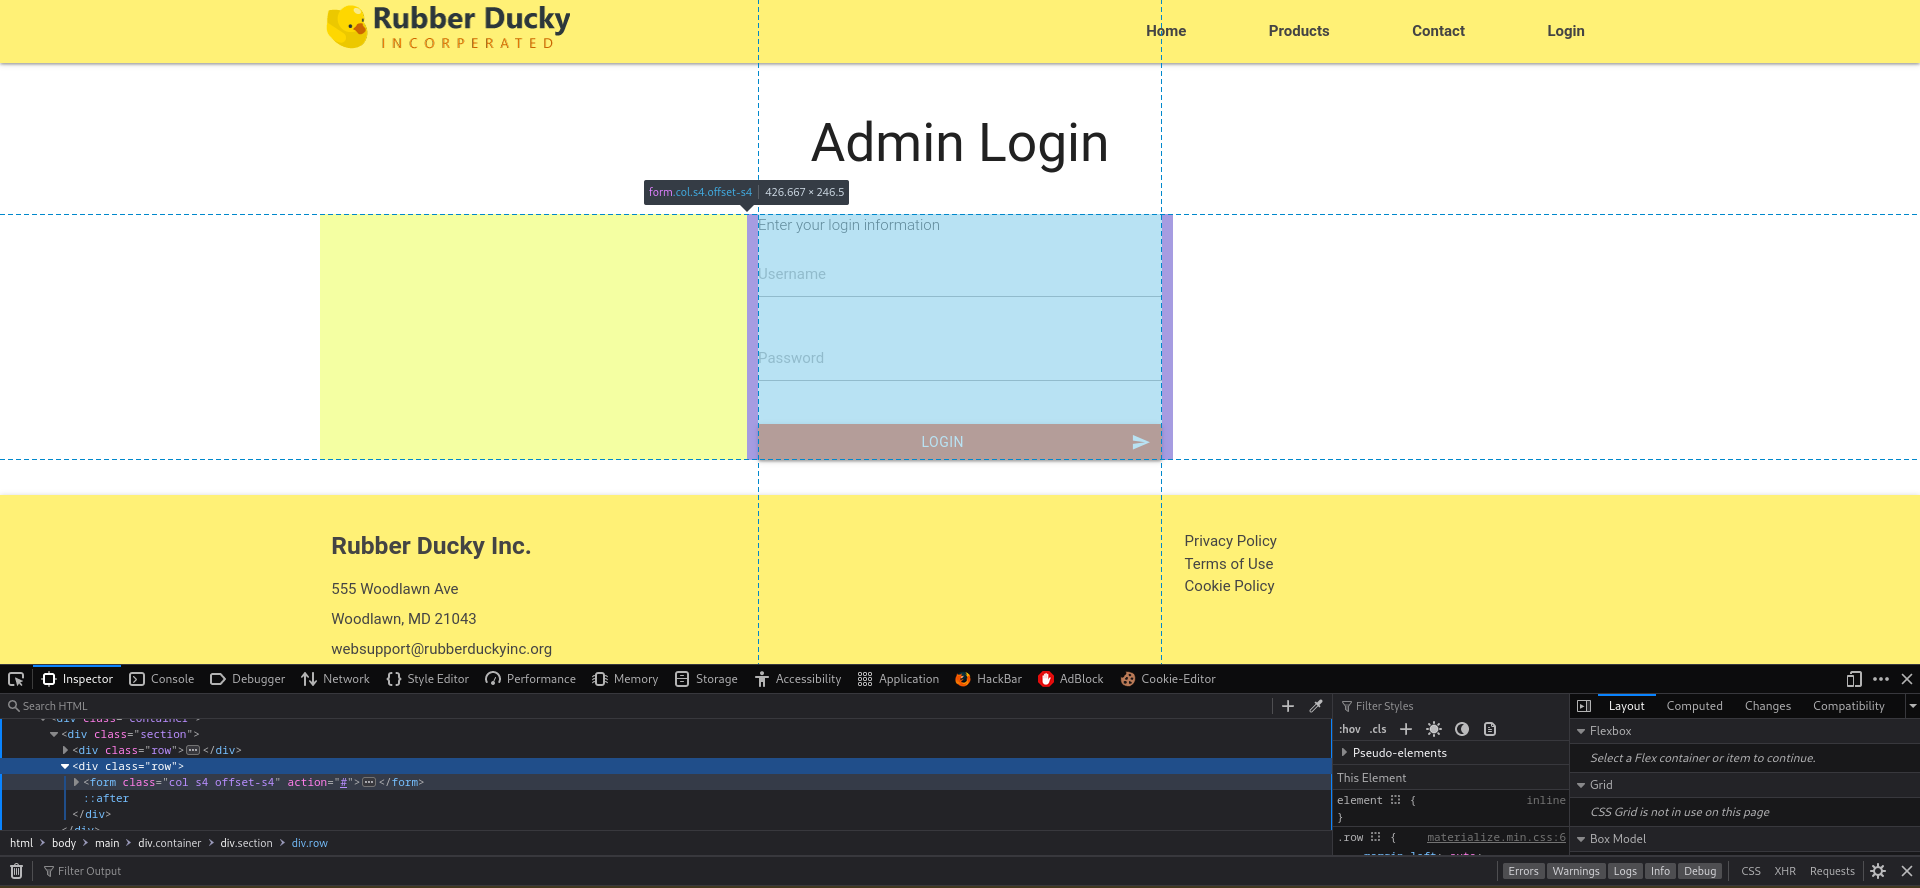 Rubber Ducky
INCORPERATED
Home Products Contact Login
Admin Login
form.col.s4.offset-s4 426.667 × 246.5
Enter your login information
Username
Password
LOGIN
Rubber Ducky Inc.
555 Woodlawn Ave
Woodlawn, MD 21043
websupport@rubberduckyinc.org
Privacy Policy
Terms of Use
Cookie Policy
Inspector Console Debugger Network Style Editor Performance Memory Storage Accessibility Application HackBar AdBlock Cookie-Editor
Search HTML
<div class="container">
<div class="section">
<div class="row"> ... </div>
<div class="row">
<form class="col s4 offset-s4" action="#"> ... </form>
::after
</div>
</div>
html > body > main > div.container > div.section > div.row
Filter Styles
:hov .cls
Pseudo-elements
This Element
element { inline
}
.row { materialize.min.css:6
margin-left: auto;
Layout Computed Changes Compatibility
Flexbox
Select a Flex container or item to continue.
Grid
CSS Grid is not in use on this page
Box Model
Filter Output
Errors Warnings Logs Info Debug CSS XHR Requests